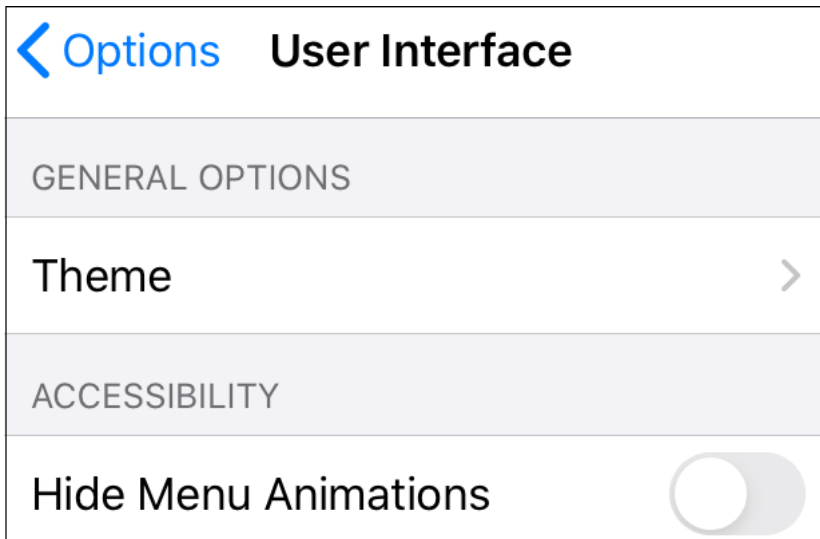 Options User Interface
GENERAL OPTIONS
Theme
ACCESSIBILITY
Hide Menu Animations